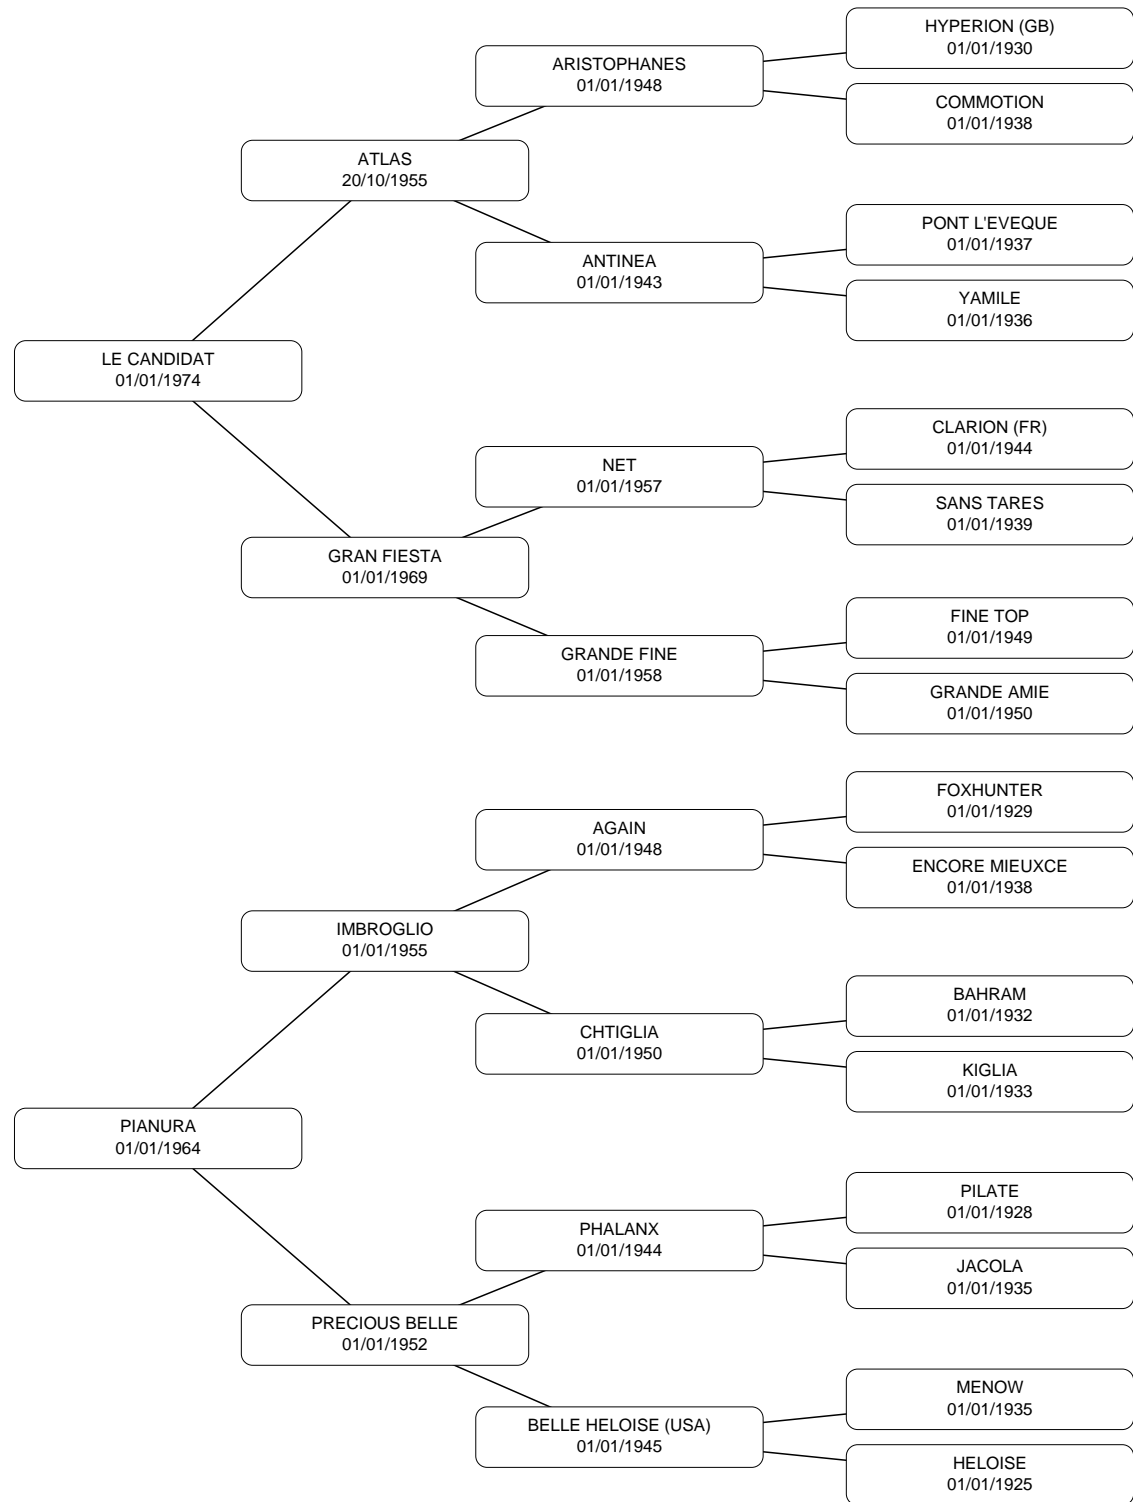 HYPERION (GB)
01/01/1930
ARISTOPHANES
01/01/1948
COMMOTION
01/01/1938
ATLAS
20/10/1955
PONT L'EVEQUE
01/01/1937
ANTINEA
01/01/1943
YAMILE
01/01/1936
LE CANDIDAT
01/01/1974
CLARION (FR)
01/01/1944
NET
01/01/1957
SANS TARES
01/01/1939
GRAN FIESTA
01/01/1969
FINE TOP
01/01/1949
GRANDE FINE
01/01/1958
GRANDE AMIE
01/01/1950
FOXHUNTER
01/01/1929
AGAIN
01/01/1948
ENCORE MIEUXCE
01/01/1938
IMBROGLIO
01/01/1955
BAHRAM
01/01/1932
CHTIGLIA
01/01/1950
KIGLIA
01/01/1933
PIANURA
01/01/1964
PILATE
01/01/1928
PHALANX
01/01/1944
JACOLA
01/01/1935
PRECIOUS BELLE
01/01/1952
MENOW
01/01/1935
BELLE HELOISE (USA)
01/01/1945
HELOISE
01/01/1925